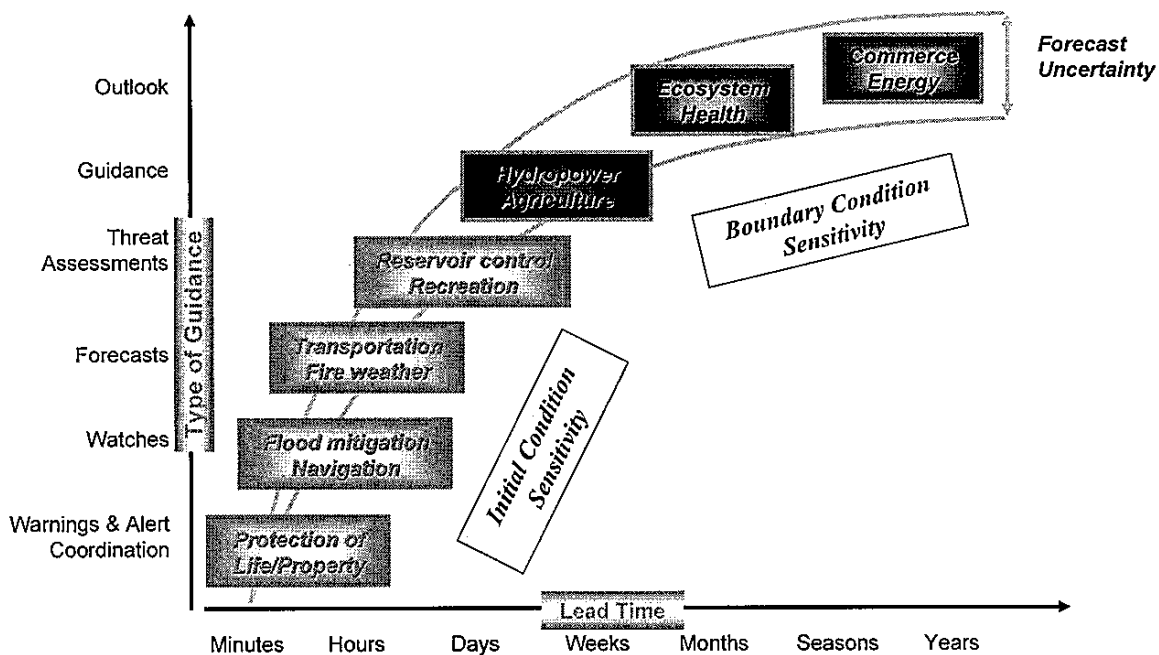 Outlook
Guidance
Threat
Assessments
Forecasts
Watches
Warnings & Alert
Coordination
Type of Guidance
Commerce
Energy
Ecosystem
Health
Hydropower
Agriculture
Reservoir control
Recreation
Transportation
Fire weather
Flood mitigation
Navigation
Protection of
Life/Property
Forecast
Uncertainty
Boundary Condition
Sensitivity
Initial Condition
Sensitivity
Lead Time
Minutes
Hours
Days
Weeks
Months
Seasons
Years